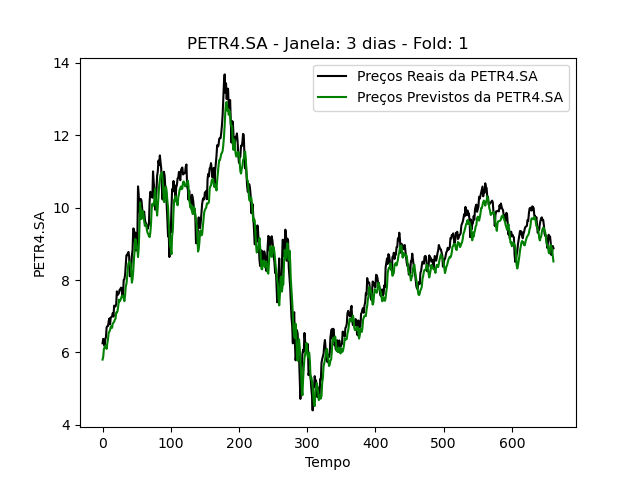 PETR4.SA - Janela: 3 dias - Fold: 1
Preços Reais da PETR4.SA
Preços Previstos da PETR4.SA
PETR4.SA
14
12
10
8
6
4
0 100 200 300 400 500 600
Tempo